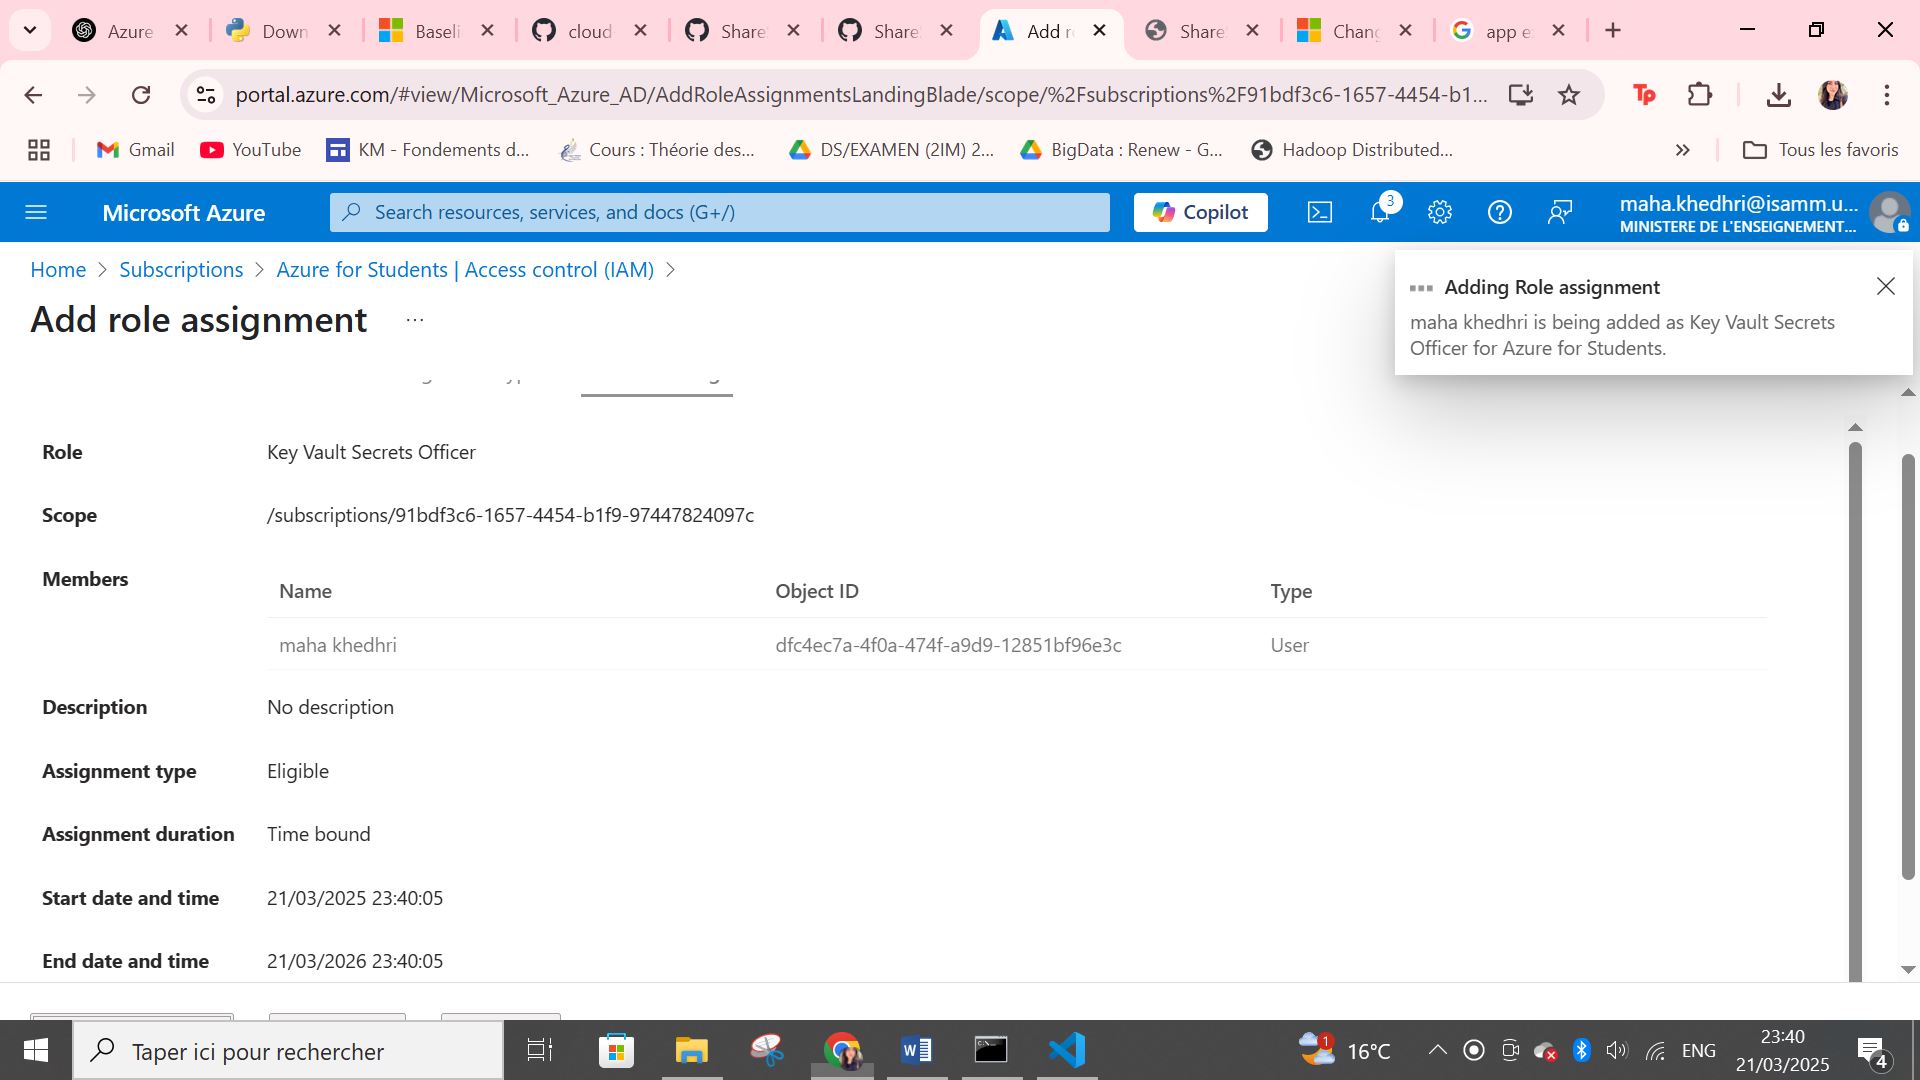 Azure
Down
Baseli
cloud
Share
Share
Add r
Share
Chang
app e
portal.azure.com/#view/Microsoft_Azure_AD/AddRoleAssignmentsLandingBlade/scope/%2Fsubscriptions%2F91bdf3c6-1657-4454-b1...
Tp
Gmail
YouTube
KM - Fondements d...
Cours : Théorie des...
DS/EXAMEN (2IM) 2...
BigData : Renew - G...
Hadoop Distributed...
Tous les favoris
Microsoft Azure
Search resources, services, and docs (G+/)
Copilot
3
maha.khedhri@isamm.u...
MINISTERE DE L'ENSEIGNEMENT...
Home > Subscriptions > Azure for Students | Access control (IAM) >
Add role assignment ...
Adding Role assignment
maha khedhri is being added as Key Vault Secrets
Officer for Azure for Students.
Role Key Vault Secrets Officer
Scope /subscriptions/91bdf3c6-1657-4454-b1f9-97447824097c
Members
Name Object ID Type
maha khedhri dfc4ec7a-4f0a-474f-a9d9-12851bf96e3c User
Description No description
Assignment type Eligible
Assignment duration Time bound
Start date and time 21/03/2025 23:40:05
End date and time 21/03/2026 23:40:05
Taper ici pour rechercher
1
16°C
ENG
23:40
21/03/2025
4